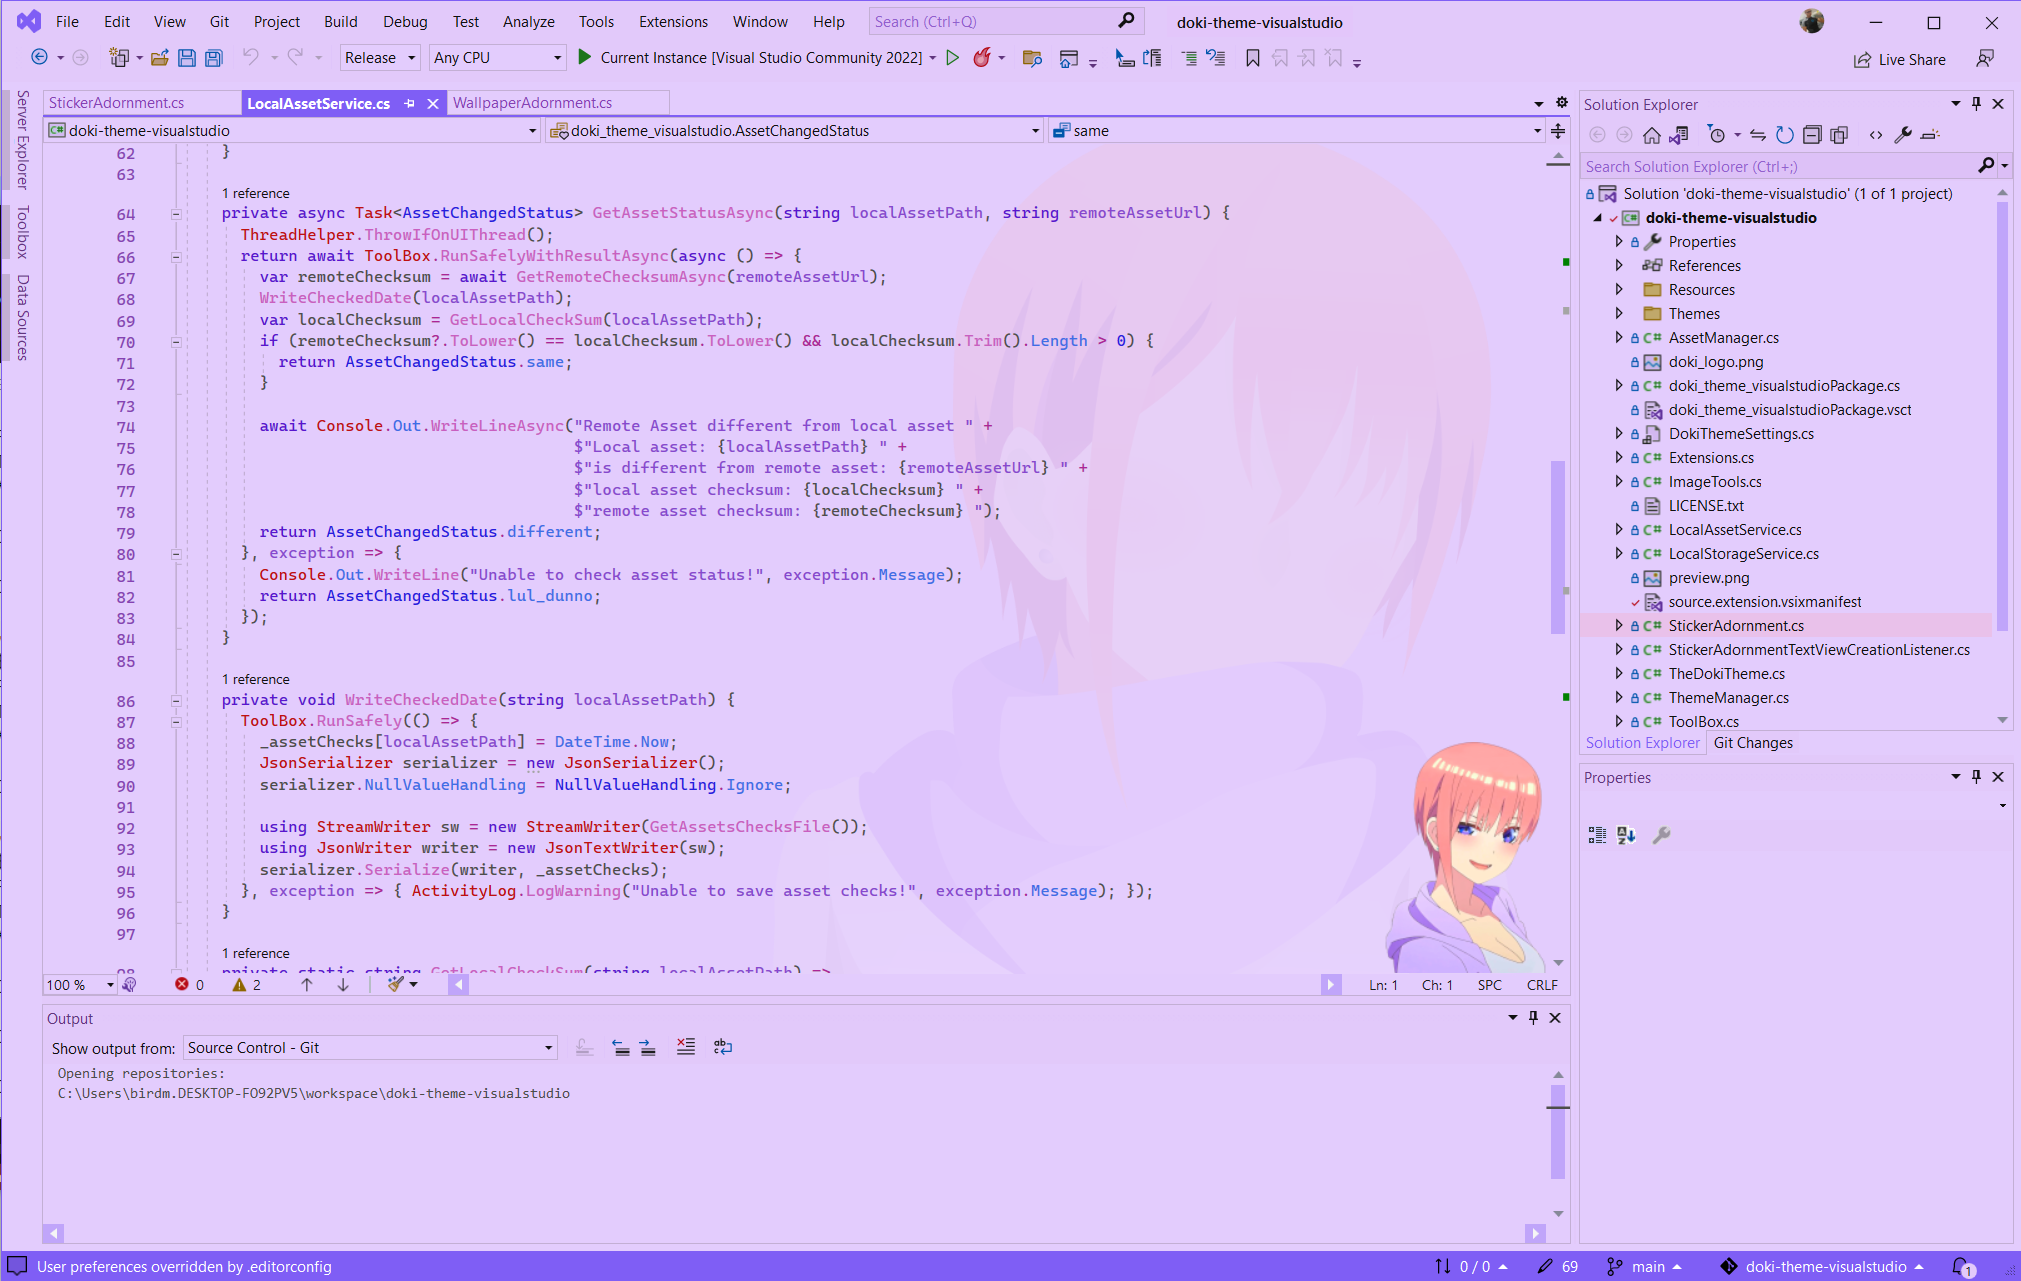 File Edit View Git Project Build Debug Test Analyze Tools Extensions Window Help Search (Ctrl+Q) doki-theme-visualstudio
Release Any CPU Current Instance [Visual Studio Community 2022] Live Share
Server Explorer
Toolbox
Data Sources
StickerAdornment.cs LocalAssetService.cs WallpaperAdornment.cs
doki-theme-visualstudio doki_theme_visualstudio.AssetChangedStatus same
62 }
63
1 reference
64 private async Task<AssetChangedStatus> GetAssetStatusAsync(string localAssetPath, string remoteAssetUrl) {
65 ThreadHelper.ThrowIfOnUIThread();
66 return await ToolBox.RunSafelyWithResultAsync(async () => {
67 var remoteChecksum = await GetRemoteChecksumAsync(remoteAssetUrl);
68 WriteCheckedDate(localAssetPath);
69 var localChecksum = GetLocalCheckSum(localAssetPath);
70 if (remoteChecksum?.ToLower() == localChecksum.ToLower() && localChecksum.Trim().Length > 0) {
71 return AssetChangedStatus.same;
72 }
73
74 await Console.Out.WriteLineAsync("Remote Asset different from local asset " +
75 $"Local asset: {localAssetPath} " +
76 $"is different from remote asset: {remoteAssetUrl} " +
77 $"local asset checksum: {localChecksum} " +
78 $"remote asset checksum: {remoteChecksum} ");
79 return AssetChangedStatus.different;
80 }, exception => {
81 Console.Out.WriteLine("Unable to check asset status!", exception.Message);
82 return AssetChangedStatus.lul_dunno;
83 });
84 }
85
1 reference
86 private void WriteCheckedDate(string localAssetPath) {
87 ToolBox.RunSafely(() => {
88 _assetChecks[localAssetPath] = DateTime.Now;
89 JsonSerializer serializer = new JsonSerializer();
90 serializer.NullValueHandling = NullValueHandling.Ignore;
91
92 using StreamWriter sw = new StreamWriter(GetAssetsChecksFile());
93 using JsonWriter writer = new JsonTextWriter(sw);
94 serializer.Serialize(writer, _assetChecks);
95 }, exception => { ActivityLog.LogWarning("Unable to save asset checks!", exception.Message); });
96 }
97
1 reference
98 private static string GetLocalCheckSum(string localAssetPath) =>
100 % 0 2 Ln: 1 Ch: 1 SPC CRLF
Output
Show output from: Source Control - Git
Opening repositories:
C:\Users\birdm.DESKTOP-FO92PV5\workspace\doki-theme-visualstudio
Solution Explorer
Search Solution Explorer (Ctrl+;)
Solution 'doki-theme-visualstudio' (1 of 1 project)
doki-theme-visualstudio
Properties
References
Resources
Themes
C# AssetManager.cs
doki_logo.png
C# doki_theme_visualstudioPackage.cs
doki_theme_visualstudioPackage.vsct
DokiThemeSettings.cs
C# Extensions.cs
C# ImageTools.cs
LICENSE.txt
C# LocalAssetService.cs
C# LocalStorageService.cs
preview.png
source.extension.vsixmanifest
C# StickerAdornment.cs
C# StickerAdornmentTextViewCreationListener.cs
C# TheDokiTheme.cs
C# ThemeManager.cs
C# ToolBox.cs
Solution Explorer Git Changes
Properties
User preferences overridden by .editorconfig 0 / 0 69 main doki-theme-visualstudio 1